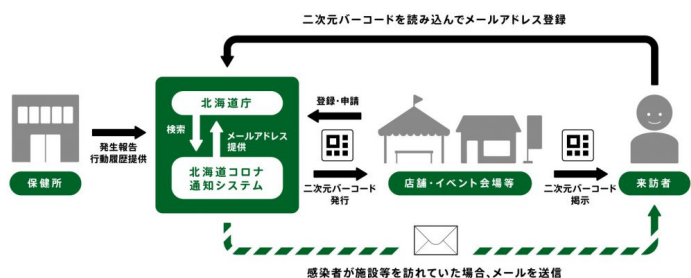 二次元バーコードを読み込んでメールアドレス登録
北海道庁
検索
メールアドレス
提供
北海道コロナ
通知システム
発生報告
行動履歴提供
保健所
登録・申請
二次元バーコード
発行
店舗・イベント会場等
二次元バーコード
掲示
来訪者
感染者が施設等を訪れていた場合、メールを送信